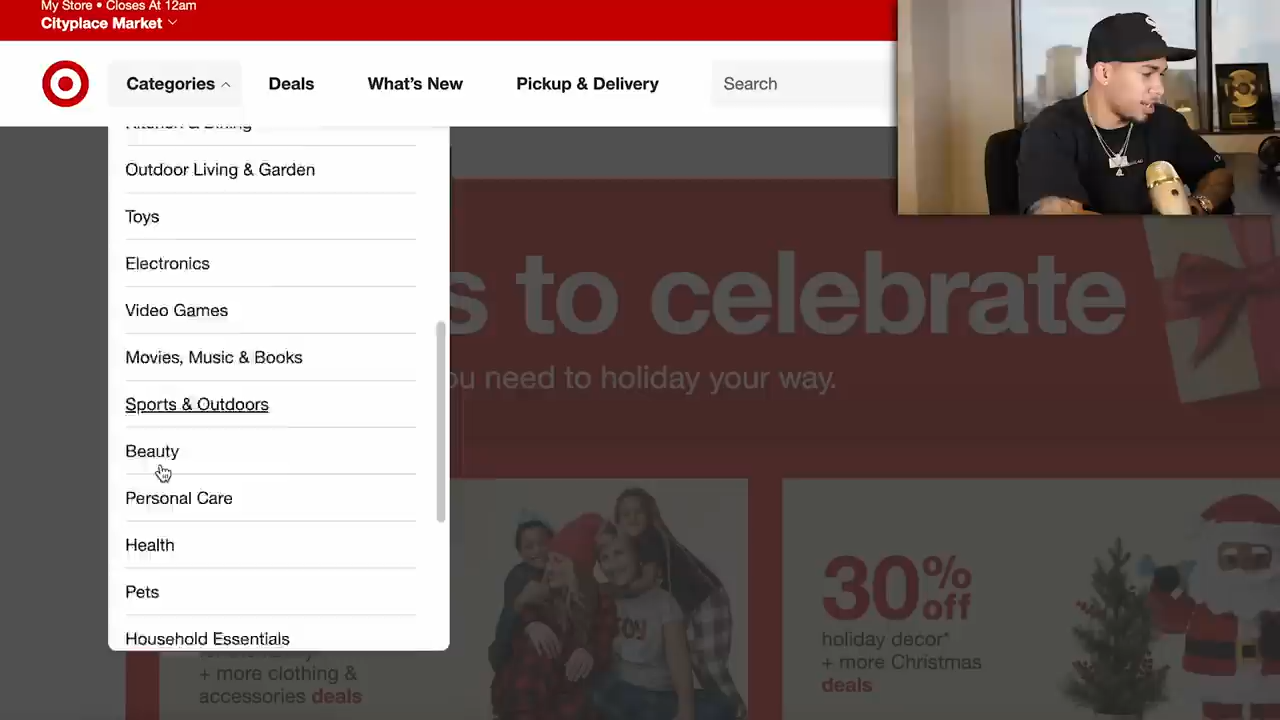 My Store • Closes At 12am
Cityplace Market
Categories
Deals
What's New
Pickup & Delivery
Search
Kitchen & Dining
Outdoor Living & Garden
Toys
Electronics
Video Games
Movies, Music & Books
Sports & Outdoors
Beauty
Personal Care
Health
Pets
Household Essentials
s to celebrate
ou need to holiday your way.
+ more clothing &
accessories deals
30% off
holiday decor*
+ more Christmas
deals